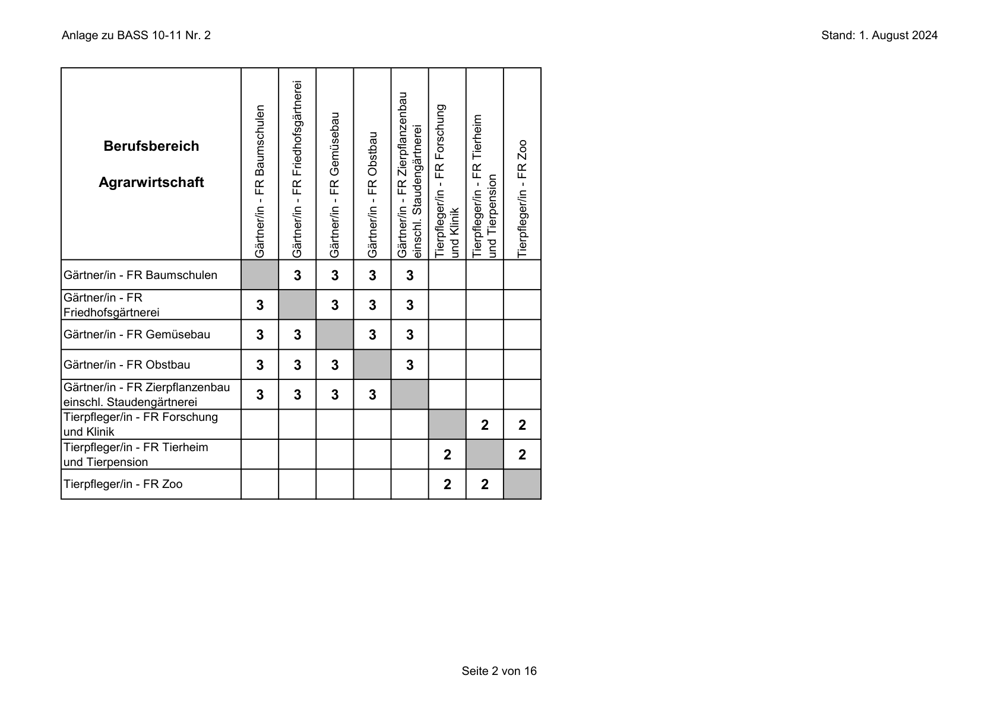 Anlage zu BASS 10-11 Nr. 2
Stand: 1. August 2024
Berufsbereich
Agrarwirtschaft
Gärtner/in - FR Baumschulen
Gärtner/in - FR Friedhofsgärtnerei
Gärtner/in - FR Gemüsebau
Gärtner/in - FR Obstbau
Gärtner/in - FR Zierpflanzenbau
einschl. Staudengärtnerei
Tierpfleger/in - FR Forschung
und Klinik
Tierpfleger/in - FR Tierheim
und Tierpension
Tierpfleger/in - FR Zoo
Gärtner/in - FR Baumschulen 3 3 3 3
Gärtner/in - FR
Friedhofsgärtnerei
3 3 3 3
Gärtner/in - FR Gemüsebau 3 3 3 3
Gärtner/in - FR Obstbau 3 3 3 3
Gärtner/in - FR Zierpflanzenbau
einschl. Staudengärtnerei
3 3 3 3
Tierpfleger/in - FR Forschung
und Klinik
2 2
Tierpfleger/in - FR Tierheim
und Tierpension
2 2
Tierpfleger/in - FR Zoo 2 2
Seite 2 von 16